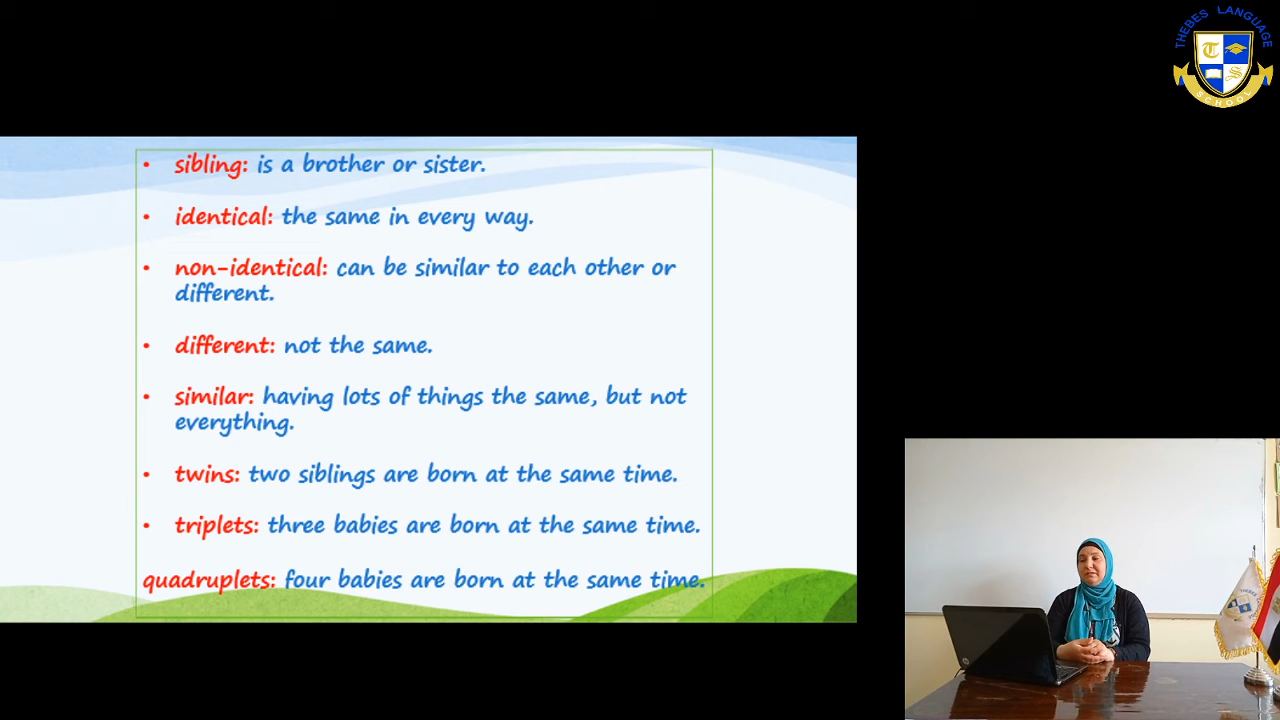 THEBES LANGUAGE
SCHOOL
• sibling: is a brother or sister.
• identical: the same in every way.
• non-identical: can be similar to each other or
different.
• different: not the same.
• similar: having lots of things the same, but not
everything.
• twins: two siblings are born at the same time.
• triplets: three babies are born at the same time.
quadruplets: four babies are born at the same time.